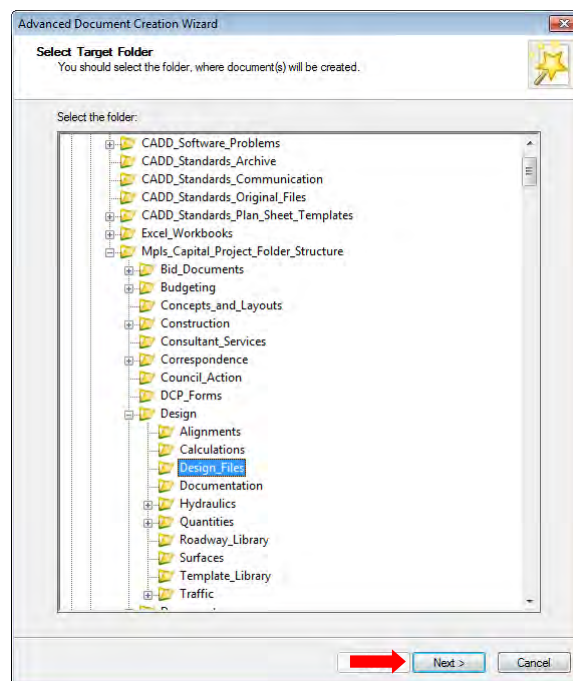 Advanced Document Creation Wizard
Select Target Folder
You should select the folder, where document(s) will be created.
Select the folder:
CADD_Software_Problems
CADD_Standards_Archive
CADD_Standards_Communication
CADD_Standards_Original_Files
CADD_Standards_Plan_Sheet_Templates
Excel_Workbooks
Mpls_Capital_Project_Folder_Structure
Bid_Documents
Budgeting
Concepts_and_Layouts
Construction
Consultant_Services
Correspondence
Council_Action
DCP_Forms
Design
Alignments
Calculations
Design_Files
Documentation
Hydraulics
Quantities
Roadway_Library
Surfaces
Template_Library
Traffic
Next >
Cancel